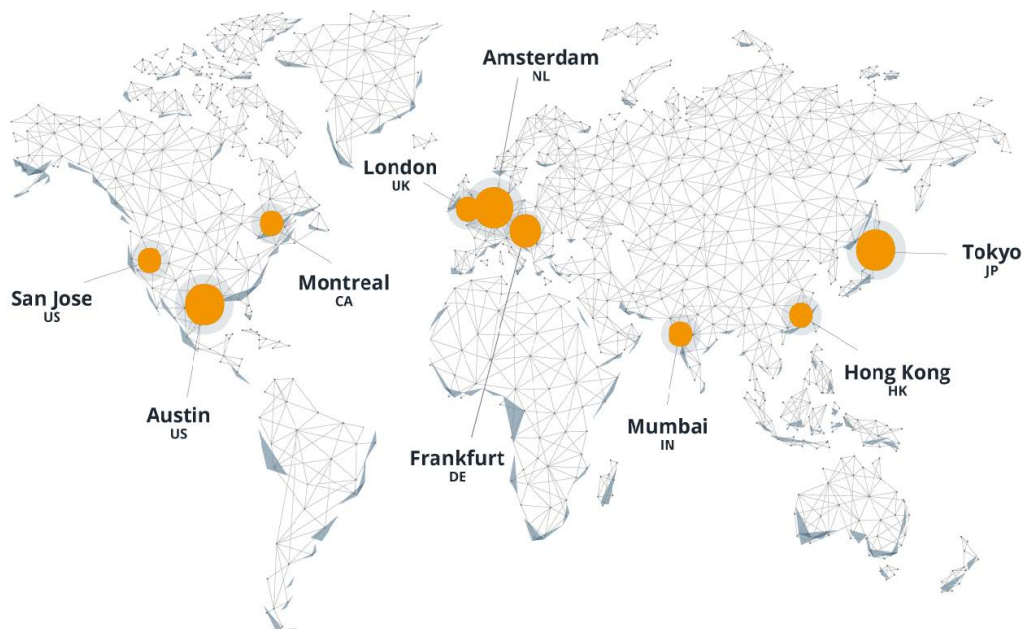 Amsterdam
NL
London
UK
Montreal
CA
San Jose
US
Tokyo
JP
Hong Kong
HK
Austin
US
Mumbai
IN
Frankfurt
DE